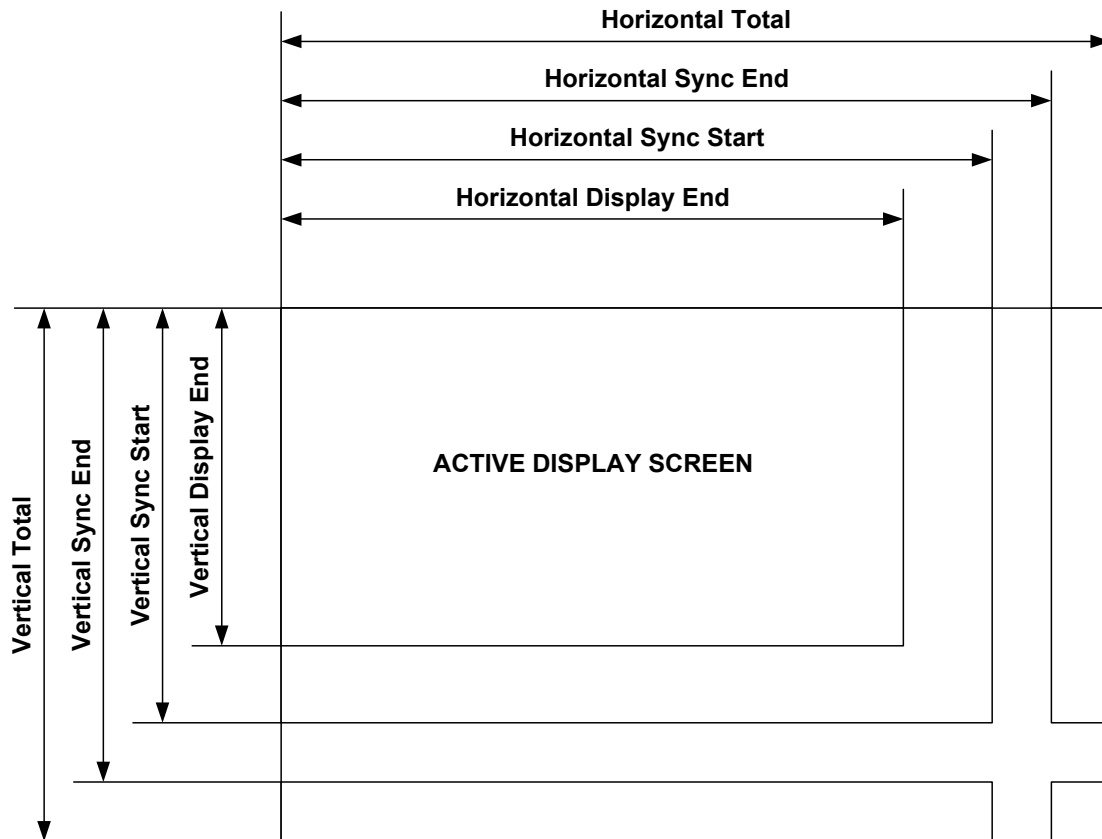 Horizontal Total
Horizontal Sync End
Horizontal Sync Start
Horizontal Display End
Vertical Total
Vertical Sync End
Vertical Sync Start
Vertical Display End
ACTIVE DISPLAY SCREEN